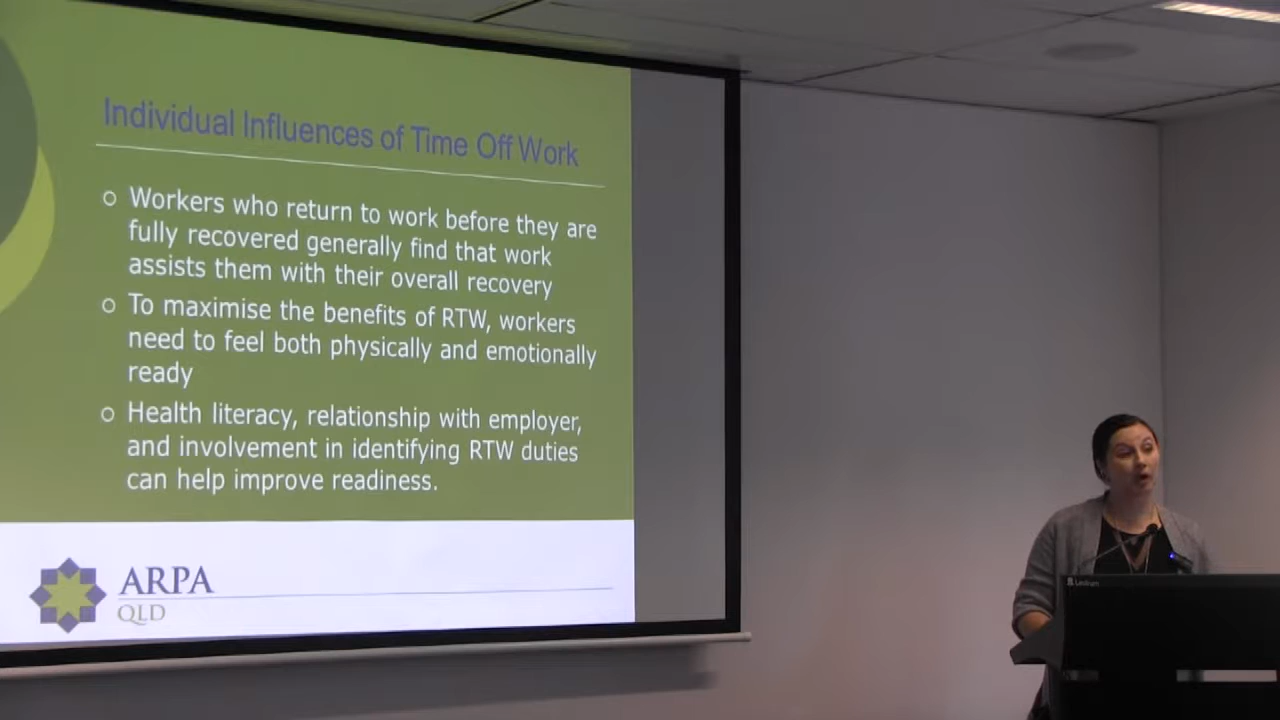 Individual Influences of Time Off Work
Workers who return to work before they are
fully recovered generally find that work
assists them with their overall recovery
To maximise the benefits of RTW, workers
need to feel both physically and emotionally
ready
Health literacy, relationship with employer,
and involvement in identifying RTW duties
can help improve readiness.
ARPA
QLD
Lectrum